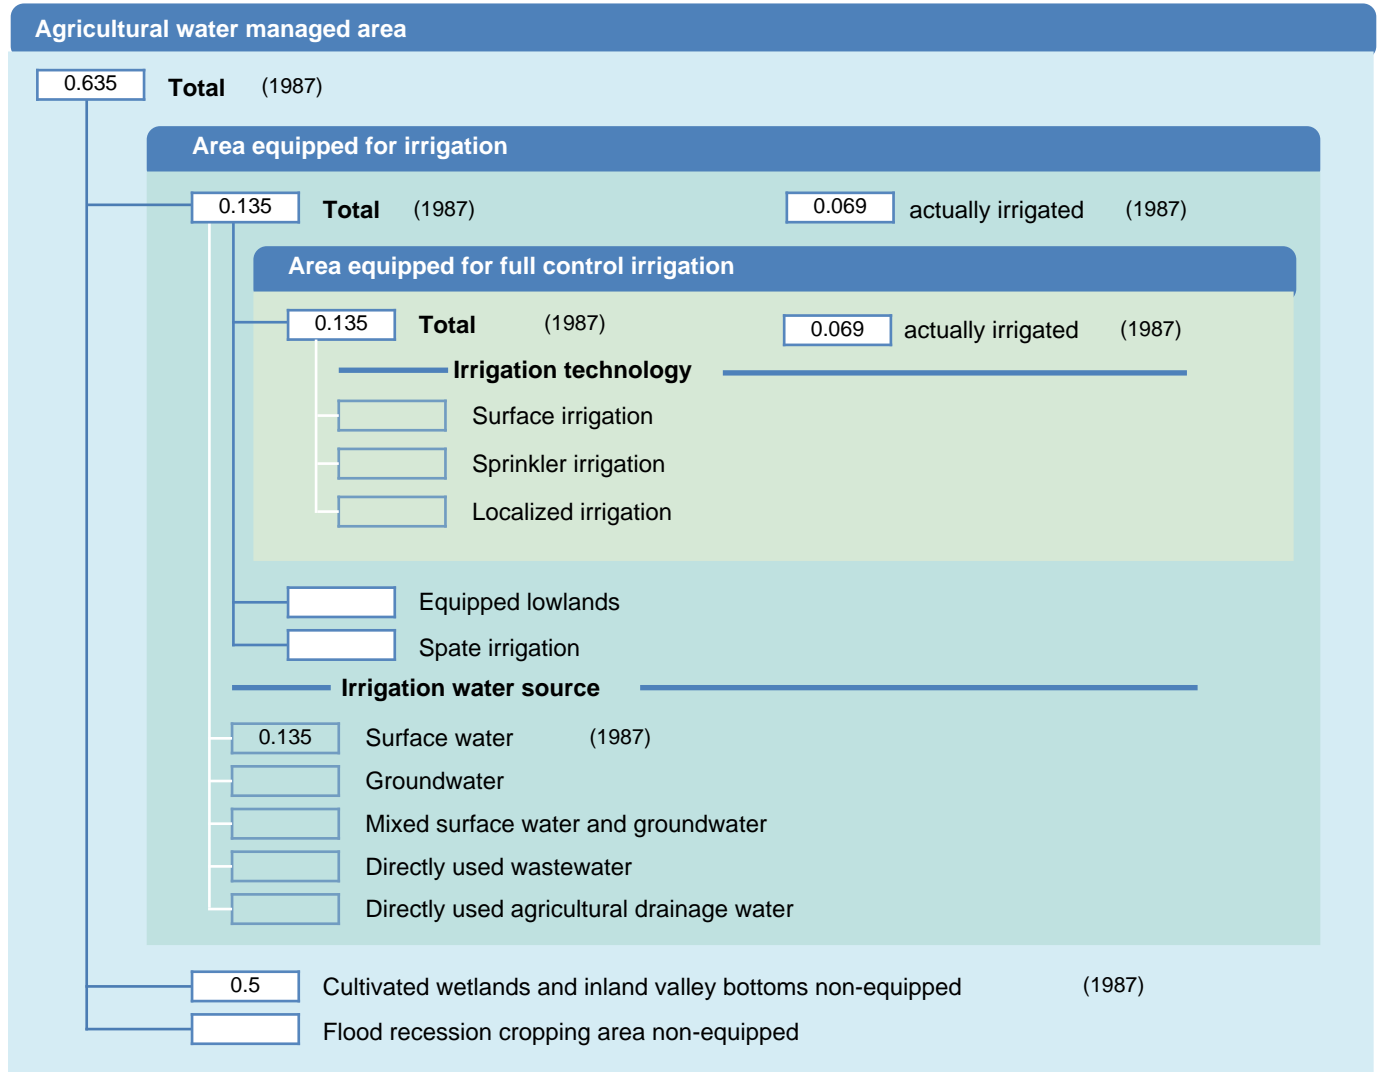 Agricultural water managed area
0.635 Total (1987)
Area equipped for irrigation
0.135 Total (1987) 0.069 actually irrigated (1987)
Area equipped for full control irrigation
0.135 Total (1987) 0.069 actually irrigated (1987)
Irrigation technology
Surface irrigation
Sprinkler irrigation
Localized irrigation
Equipped lowlands
Spate irrigation
Irrigation water source
0.135 Surface water (1987)
Groundwater
Mixed surface water and groundwater
Directly used wastewater
Directly used agricultural drainage water
0.5 Cultivated wetlands and inland valley bottoms non-equipped (1987)
Flood recession cropping area non-equipped